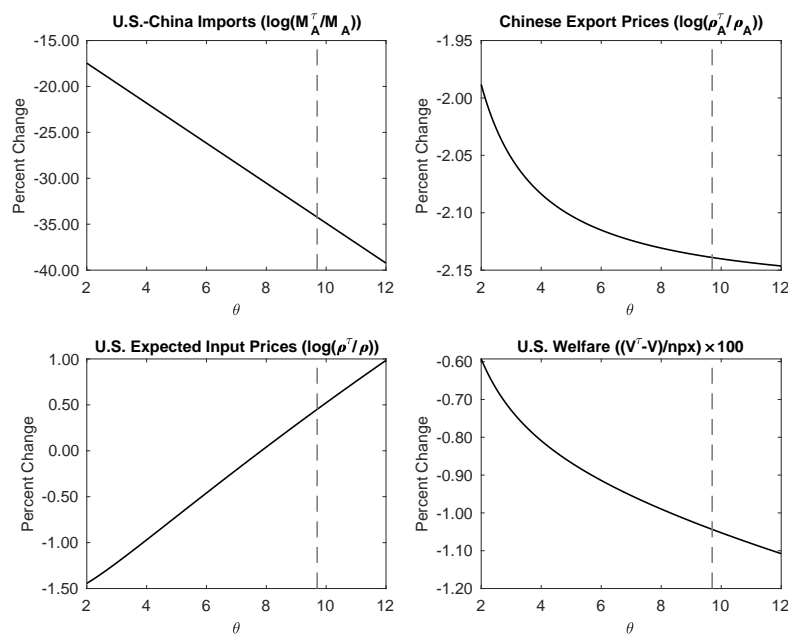 U.S.-China Imports (log(M_A^τ/M_A))
-15.00
-20.00
-25.00
-30.00
-35.00
-40.00
Percent Change
2 4 6 8 10 12
θ
Chinese Export Prices (log(ρ_A^τ/ρ_A))
-1.95
-2.00
-2.05
-2.10
-2.15
Percent Change
2 4 6 8 10 12
θ
U.S. Expected Input Prices (log(ρ^τ/ρ))
1.00
0.50
0.00
-0.50
-1.00
-1.50
Percent Change
2 4 6 8 10 12
θ
U.S. Welfare ((V^τ-V)/npx) × 100
-0.60
-0.70
-0.80
-0.90
-1.00
-1.10
-1.20
Percent Change
2 4 6 8 10 12
θ